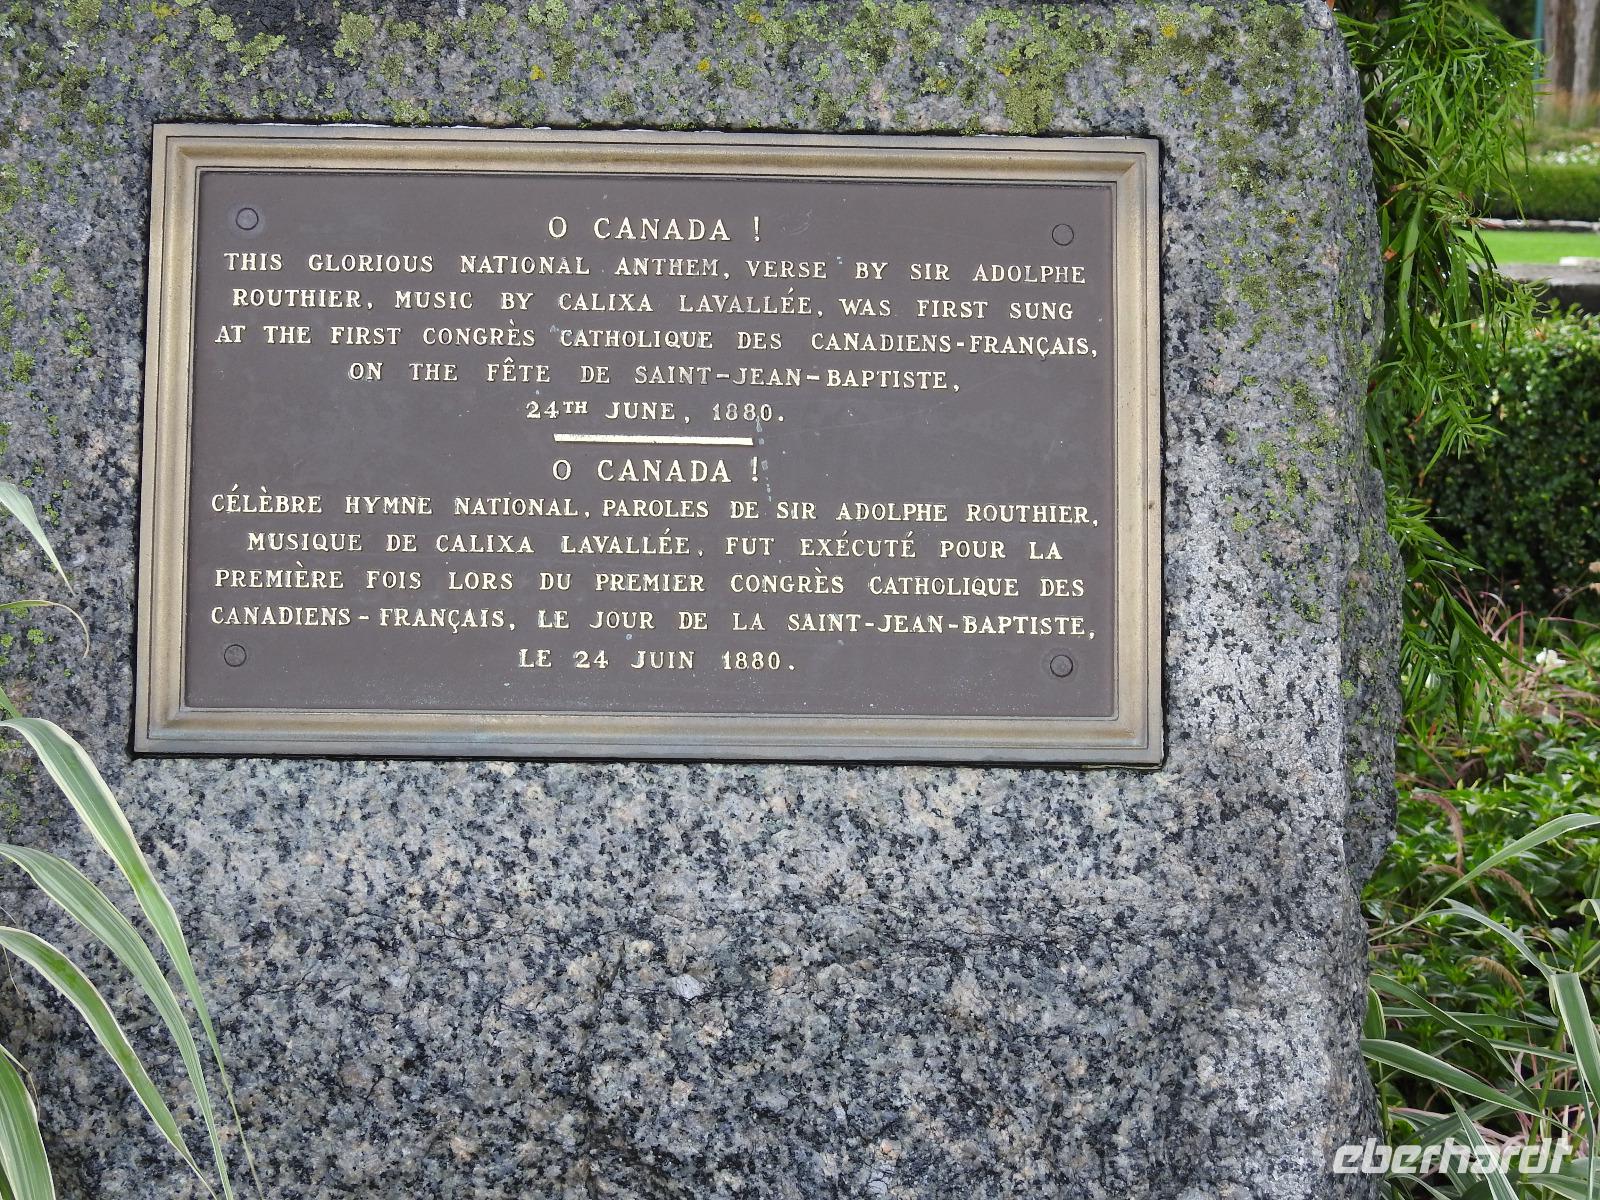 O CANADA !
THIS GLORIOUS NATIONAL ANTHEM, VERSE BY SIR ADOLPHE
ROUTHIER, MUSIC BY CALIXA LAVALLÉE, WAS FIRST SUNG
AT THE FIRST CONGRÈS CATHOLIQUE DES CANADIENS-FRANÇAIS,
ON THE FÊTE DE SAINT-JEAN-BAPTISTE,
24TH JUNE, 1880.
O CANADA !
CÉLÈBRE HYMNE NATIONAL, PAROLES DE SIR ADOLPHE ROUTHIER,
MUSIQUE DE CALIXA LAVALLÉE, FUT EXÉCUTÉ POUR LA
PREMIÈRE FOIS LORS DU PREMIER CONGRÈS CATHOLIQUE DES
CANADIENS-FRANÇAIS, LE JOUR DE LA SAINT-JEAN-BAPTISTE,
LE 24 JUIN 1880.
eberhardt